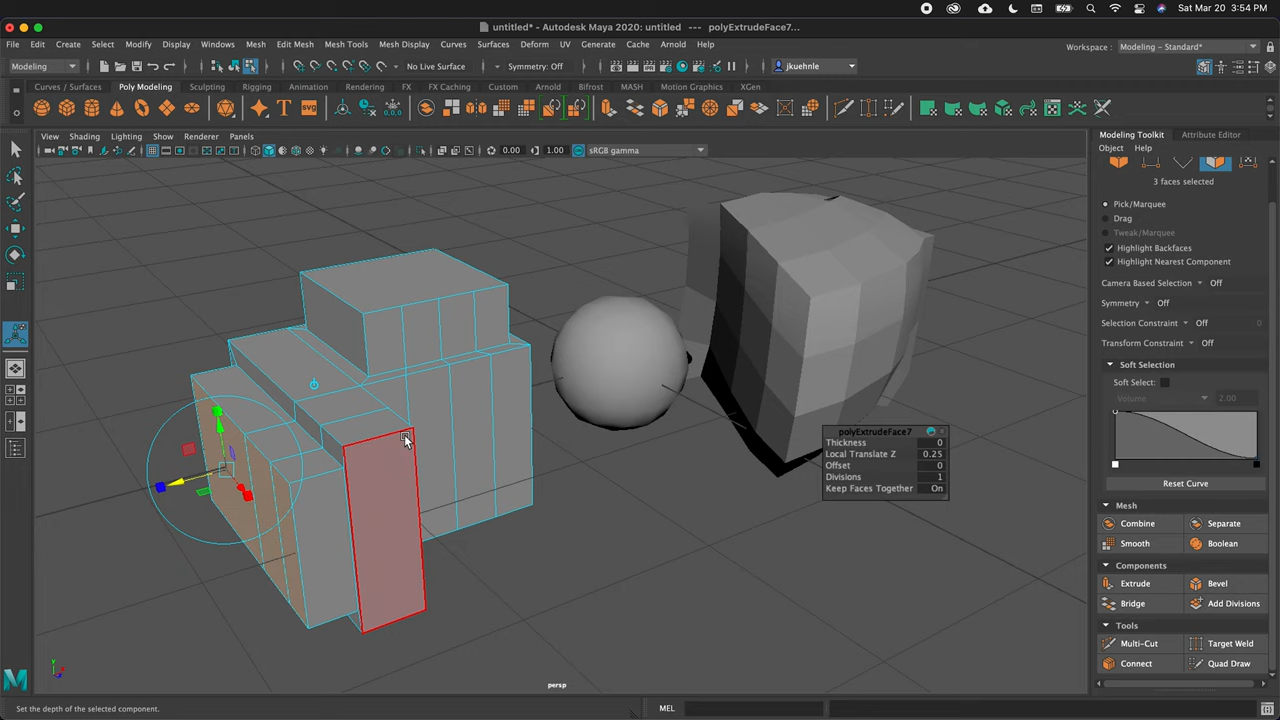 Sat Mar 20 3:54 PM
untitled* - Autodesk Maya 2020: untitled --- polyExtrudeFace7...
File Edit Create Select Modify Display Windows Mesh Edit Mesh Mesh Tools Mesh Display Curves Surfaces Deform UV Generate Cache Arnold Help
Workspace : Modeling - Standard*
Modeling No Live Surface Symmetry: Off jkuehnle
Curves / Surfaces Poly Modeling Sculpting Rigging Animation Rendering FX FX Caching Custom Arnold Bifrost MASH Motion Graphics XGen
T SVG 0,0,0
View Shading Lighting Show Renderer Panels
0.00 1.00 sRGB gamma
Modeling Toolkit Attribute Editor
Object Help
3 faces selected
Pick/Marquee
Drag
Tweak/Marquee
Highlight Backfaces
Highlight Nearest Component
Camera Based Selection Off
Symmetry Off
Selection Constraint Off 0
Transform Constraint Off
Soft Selection
Soft Select:
Volume 2.00
Reset Curve
Mesh
Combine Separate
Smooth Boolean
Components
Extrude Bevel
Bridge Add Divisions
Tools
Multi-Cut Target Weld
Connect Quad Draw
polyExtrudeFace7
Thickness 0
Local Translate Z 0.25
Offset 0
Divisions 1
Keep Faces Together On
persp
Set the depth of the selected component.
MEL